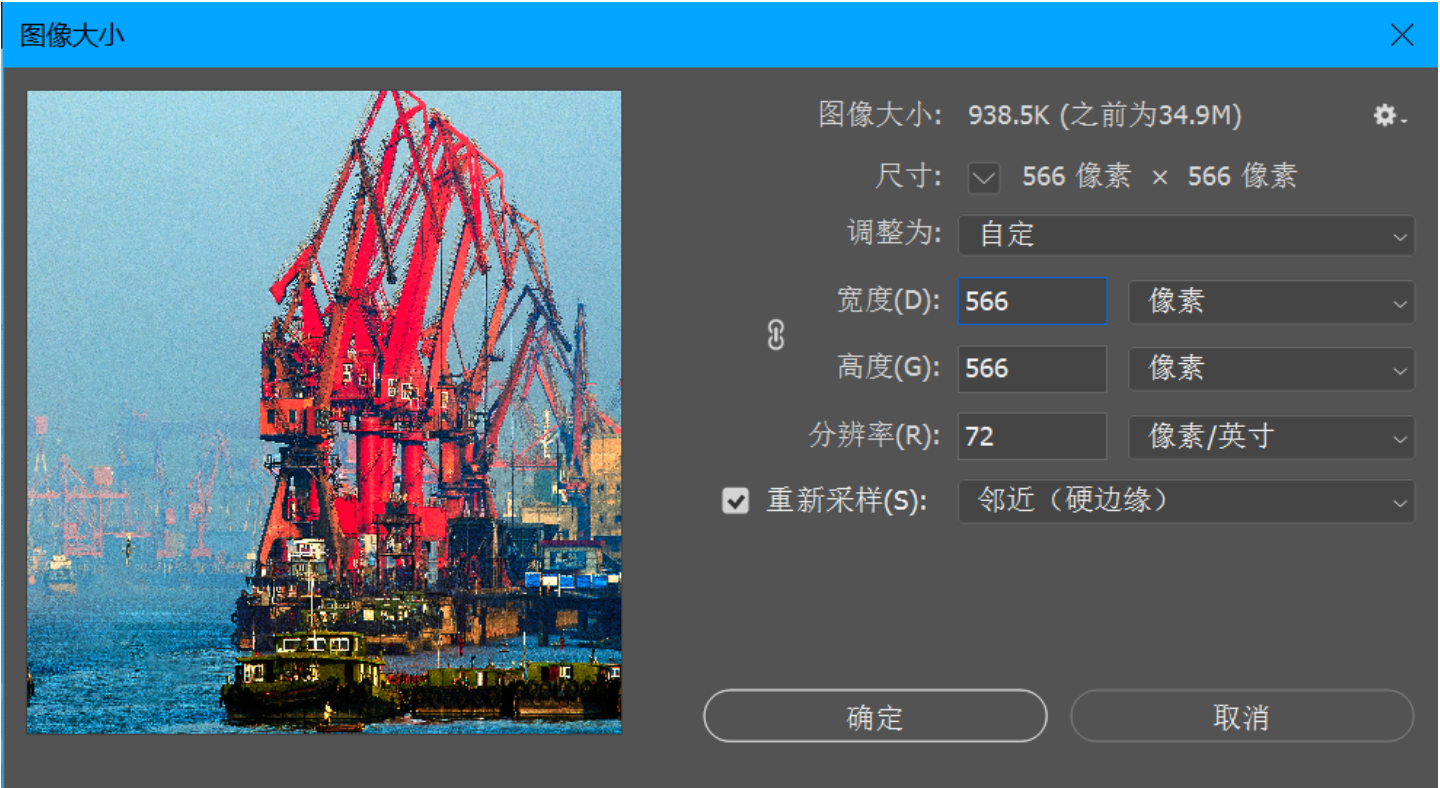 图像大小
图像大小: 938.5K (之前为34.9M)
尺寸: 566 像素 × 566 像素
调整为: 自定
宽度(D): 566 像素
高度(G): 566 像素
分辨率(R): 72 像素/英寸
重新采样(S): 邻近（硬边缘）
确定 取消